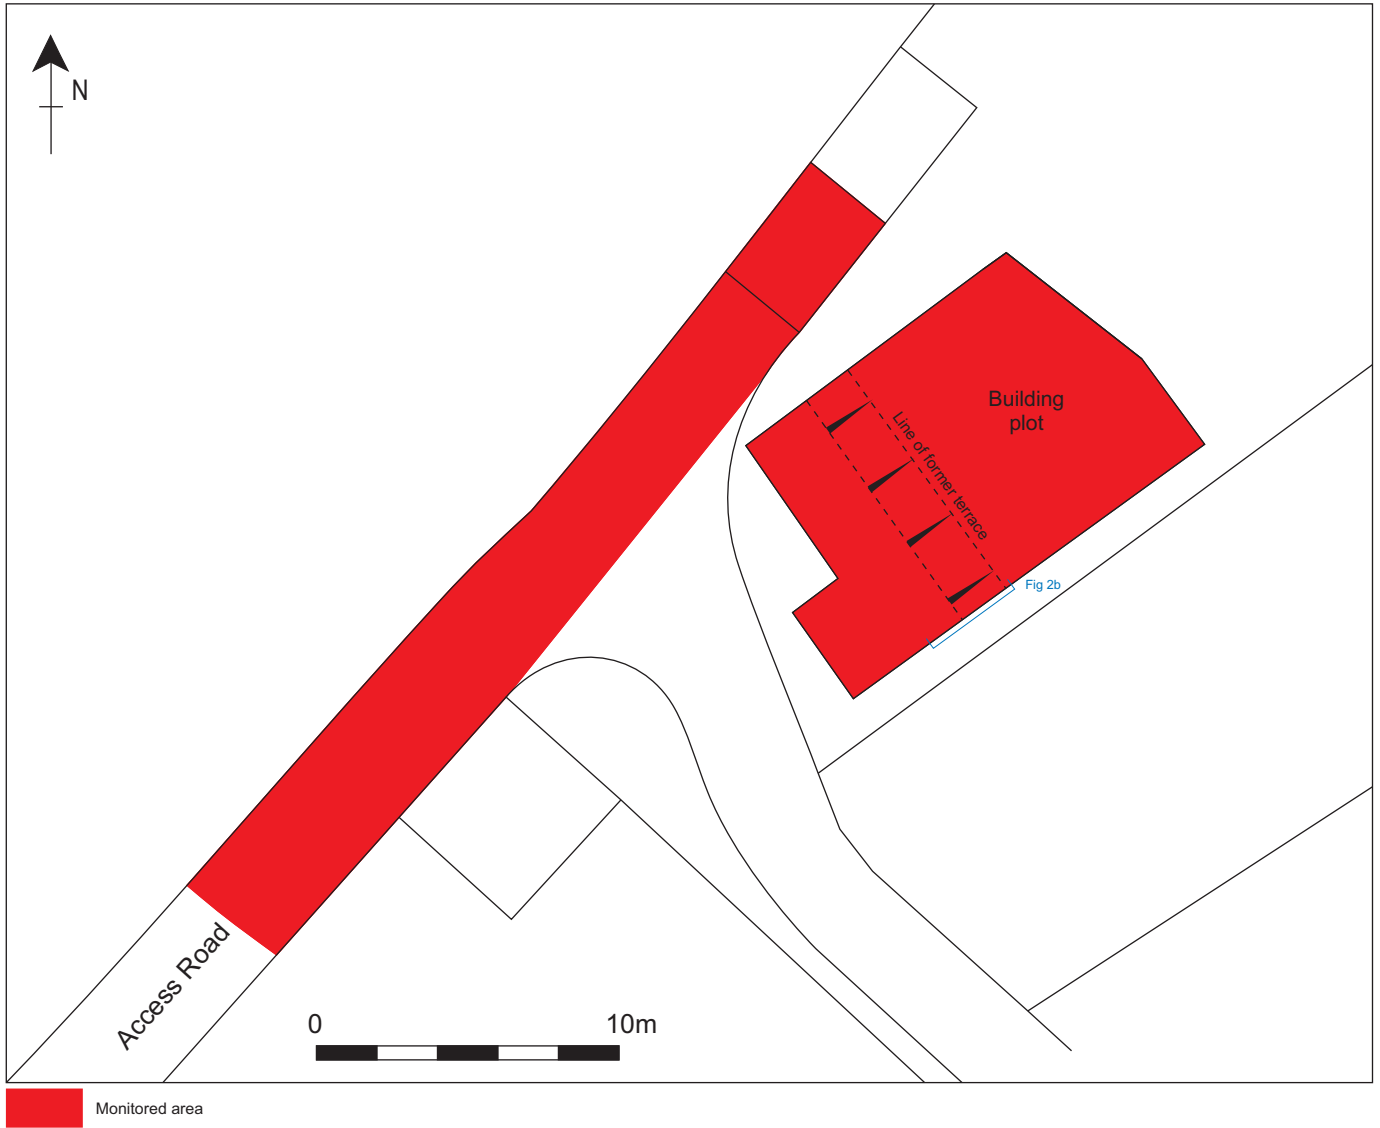 N
Building
plot
Line of former terrace
Fig 2b
Access Road
0 10m
Monitored area